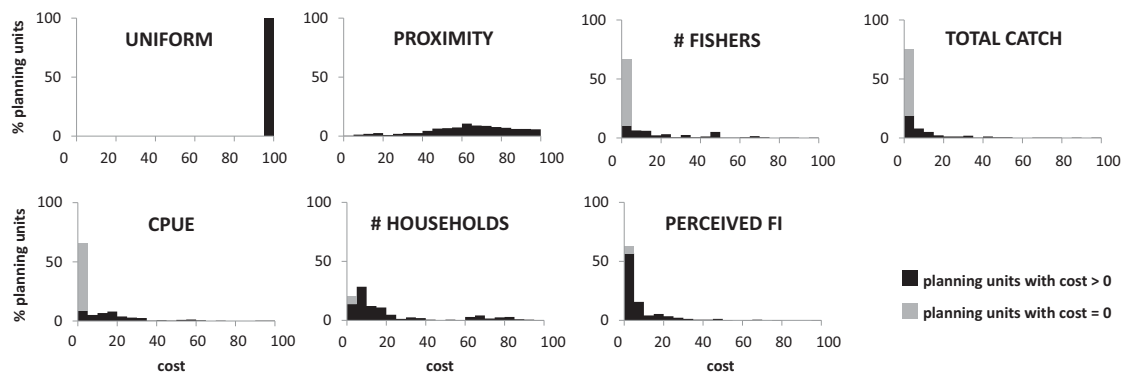 100
UNIFORM
50
0
0 20 40 60 80 100
% planning units
100
PROXIMITY
50
0
0 20 40 60 80 100
100
# FISHERS
50
0
0 20 40 60 80 100
100
TOTAL CATCH
50
0
0 20 40 60 80 100
100
CPUE
50
0
0 20 40 60 80 100
% planning units
cost
100
# HOUSEHOLDS
50
0
0 20 40 60 80 100
cost
100
PERCEIVED FI
50
0
0 20 40 60 80 100
cost
planning units with cost > 0
planning units with cost = 0